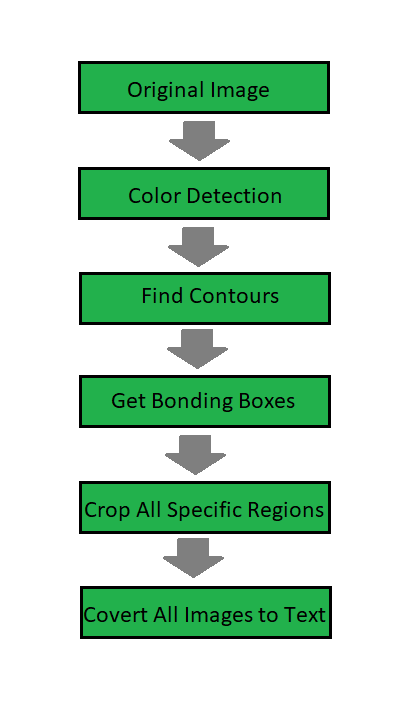 Original Image
Color Detection
Find Contours
Get Bonding Boxes
Crop All Specific Regions
Covert All Images to Text